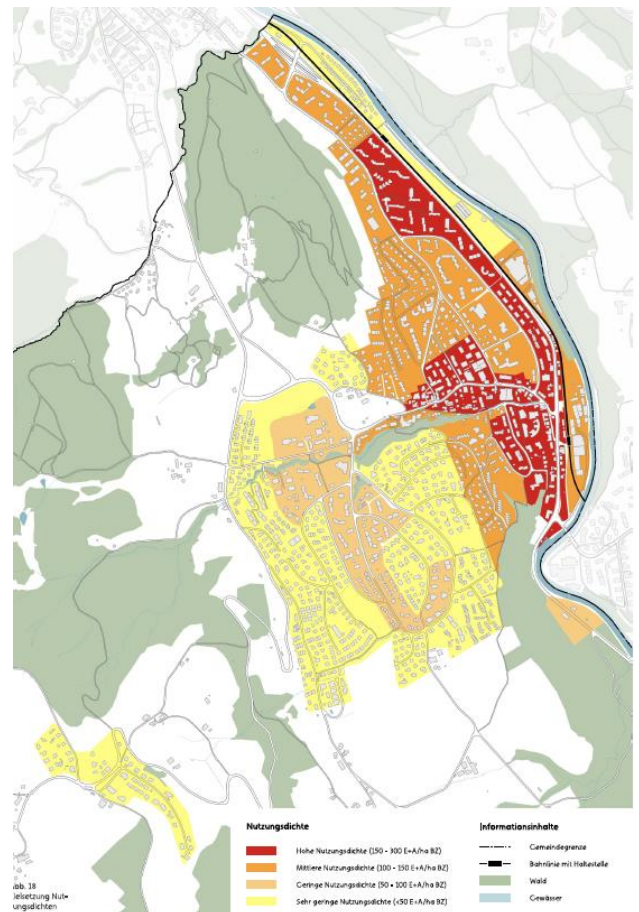 Nutzungsdichte
Hohe Nutzungsdichte (150 - 300 E+A/ha BZ)
Mittlere Nutzungsdichte (100 - 150 E+A/ha BZ)
Geringe Nutzungsdichte (50 - 100 E+A/ha BZ)
Sehr geringe Nutzungsdichte (<50 E+A/ha BZ)
Informationsinhalte
Gemeindegrenze
Bahnlinie mit Haltestelle
Wald
Gewässer
bb. 18
ielsetzung Nut-
ungsdichten